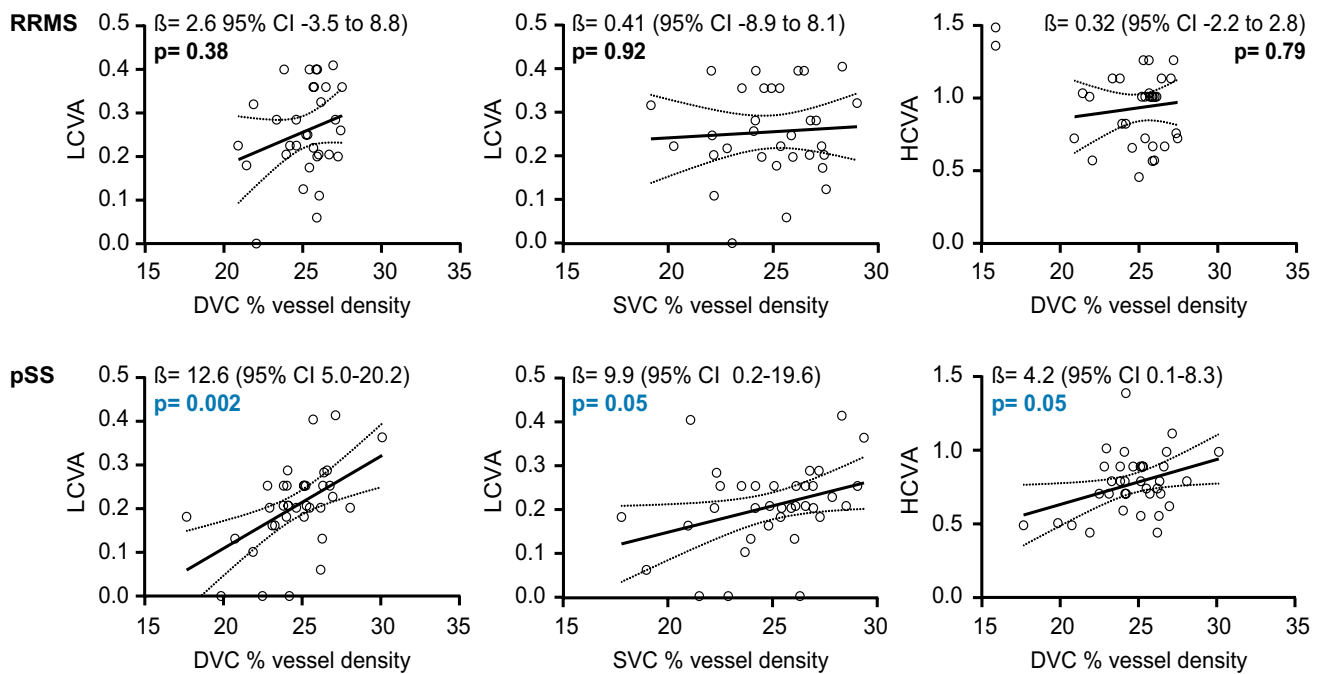 RRMS
ß= 2.6 95% CI -3.5 to 8.8)
p= 0.38
0.5
0.4
0.3
0.2
0.1
0.0
LCVA
15 20 25 30 35
DVC % vessel density
ß= 0.41 (95% CI -8.9 to 8.1)
p= 0.92
0.5
0.4
0.3
0.2
0.1
0.0
LCVA
15 20 25 30
SVC % vessel density
ß= 0.32 (95% CI -2.2 to 2.8)
p= 0.79
1.5
1.0
0.5
0.0
HCVA
15 20 25 30 35
DVC % vessel density
pSS
ß= 12.6 (95% CI 5.0-20.2)
p= 0.002
0.5
0.4
0.3
0.2
0.1
0.0
LCVA
15 20 25 30 35
DVC % vessel density
ß= 9.9 (95% CI 0.2-19.6)
p= 0.05
0.5
0.4
0.3
0.2
0.1
0.0
LCVA
15 20 25 30
SVC % vessel density
ß= 4.2 (95% CI 0.1-8.3)
p= 0.05
1.5
1.0
0.5
0.0
HCVA
15 20 25 30 35
DVC % vessel density